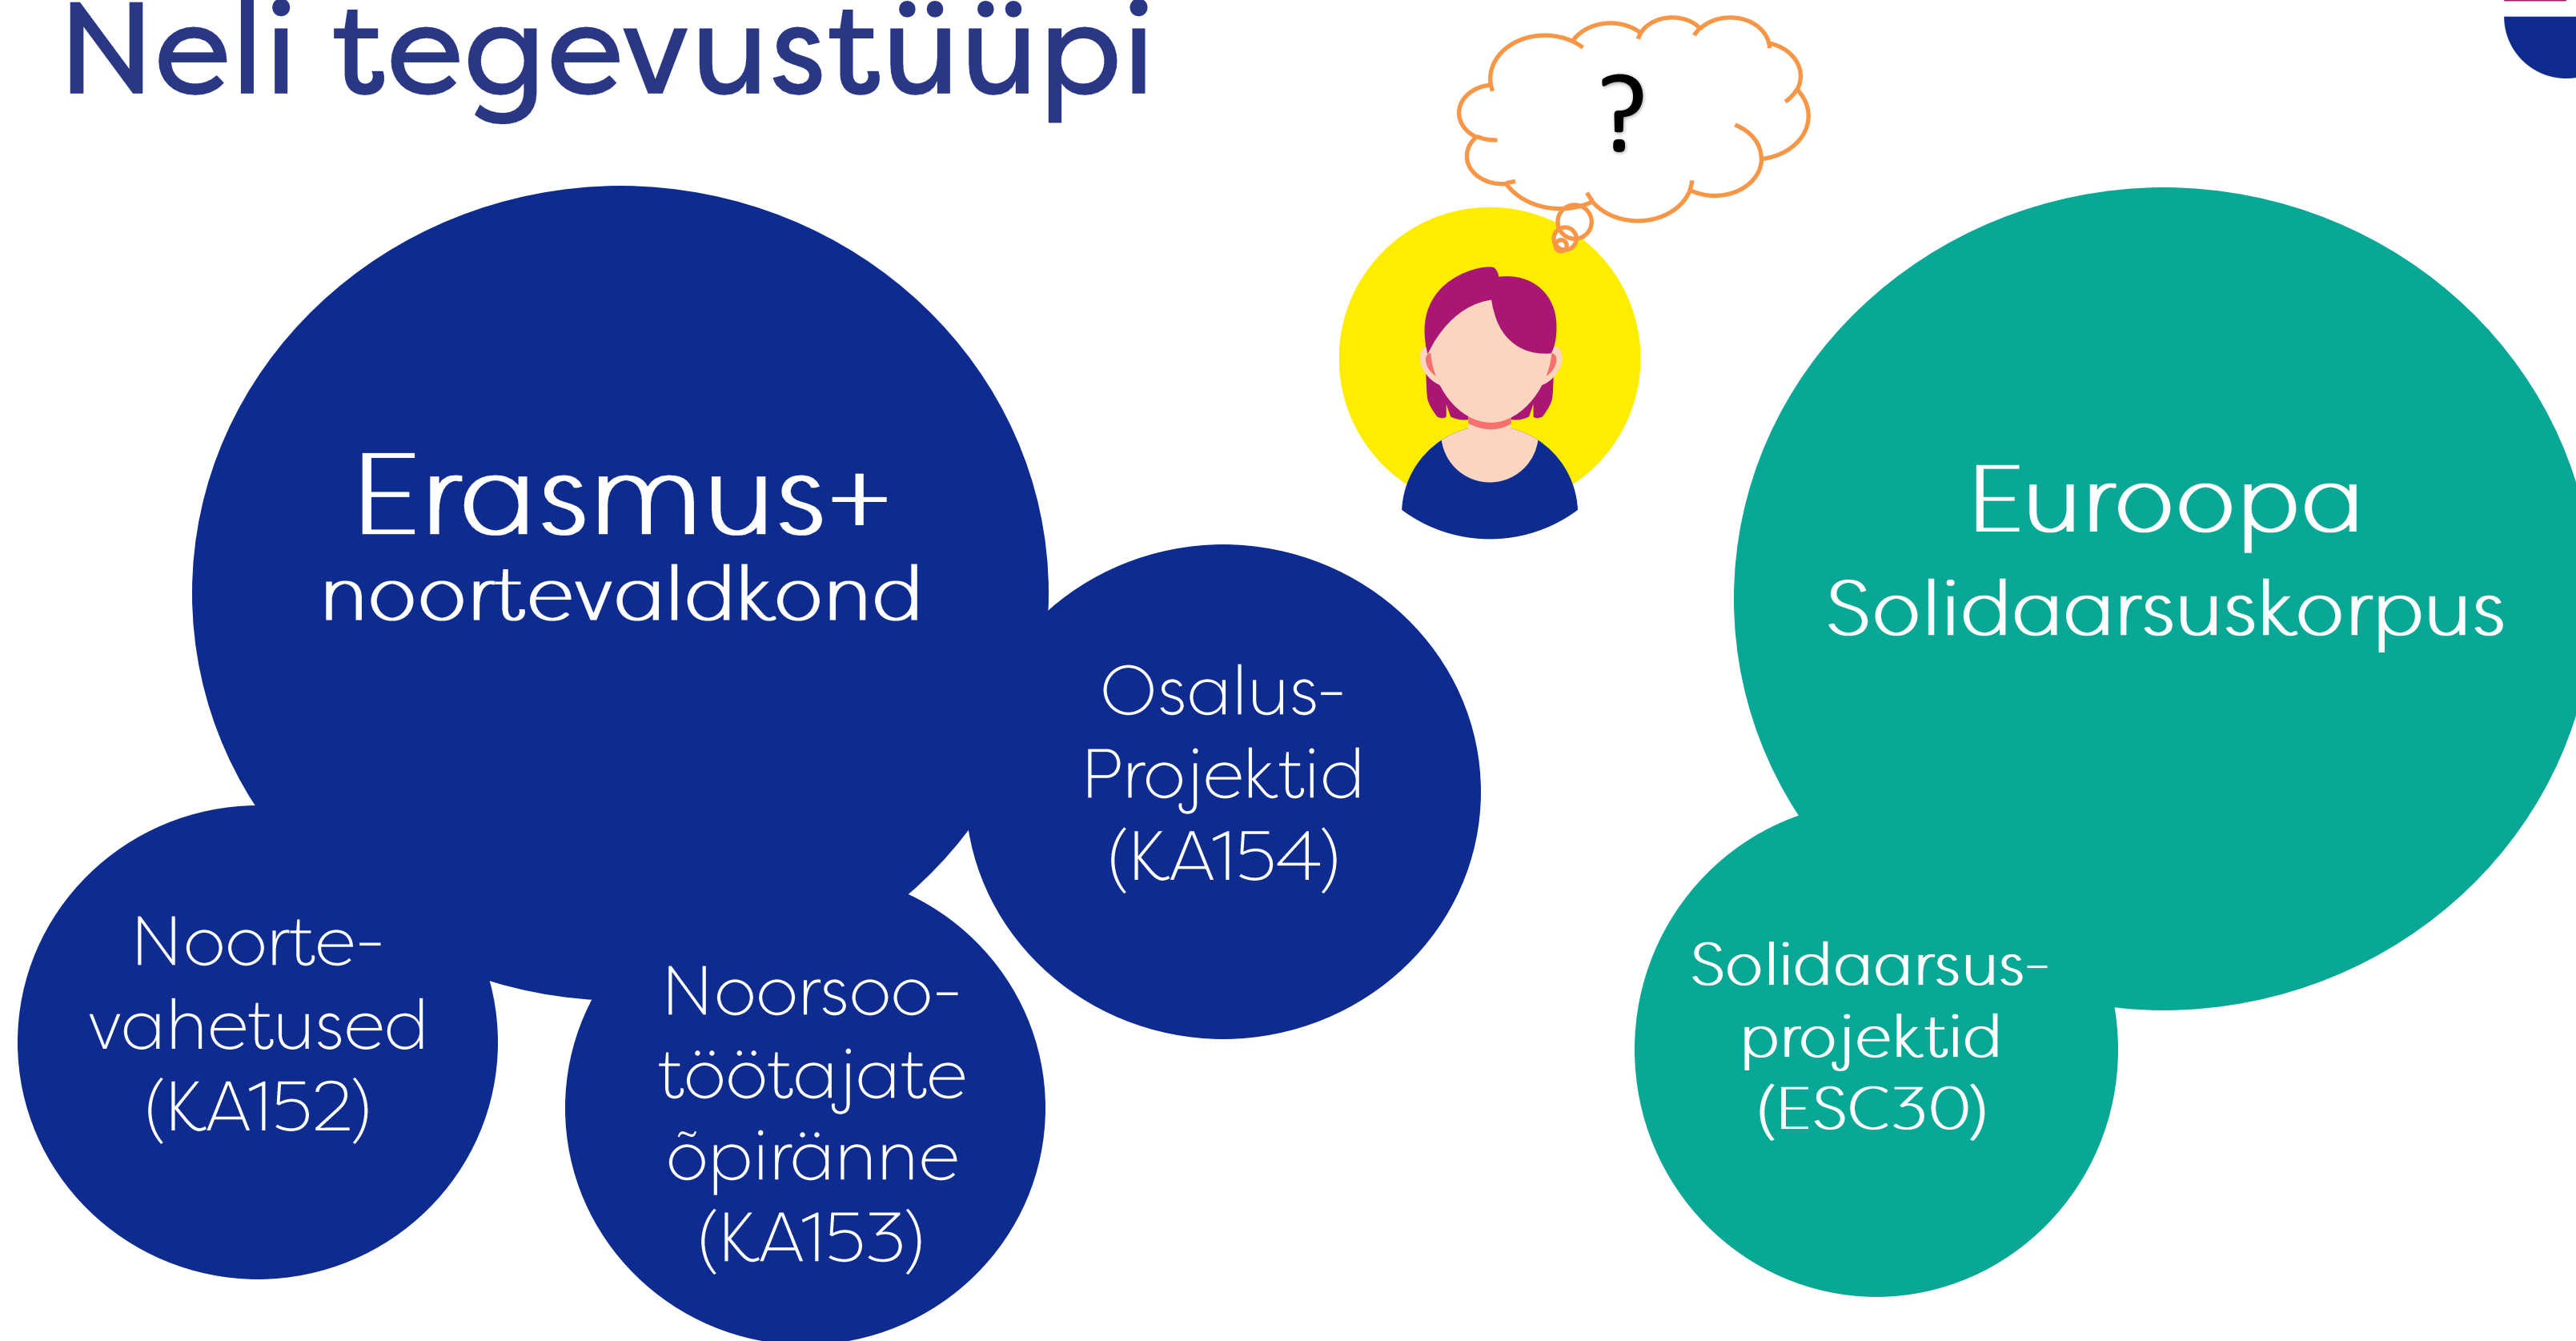 Neli tegevustüüpi
?
Erasmus+
noortevaldkond
Euroopa
Solidaarsuskorpus
Osalus-
Projektid
(KA154)
Noorte-
vahetused
(KA152)
Noorsoo-
töötajate
õpiränne
(KA153)
Solidaarsus-
projektid
(ESC30)